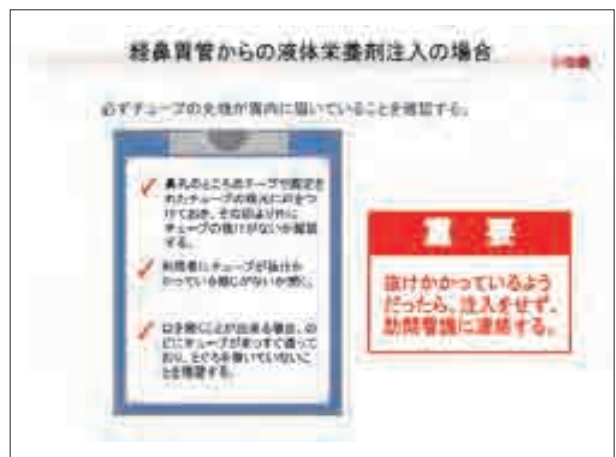 経鼻胃管からの液体栄養剤注入の場合
必ずチューブの先端が胃内に届いていることを確認する。
鼻孔のところのテープで固定さ
れたチューブの根元に印をつ
けておき、その印より外に
チューブの抜けがないか確認
する。
利用者にチューブが抜けか
かっている感じがないか聞く。
口を開くことが出来る場合、の
どにチューブがまっすぐ通って
おり、とぐろを巻いていないこ
とを確認する。
重要
抜けかかっているよう
だったら、注入をせず、
訪問看護に連絡する。